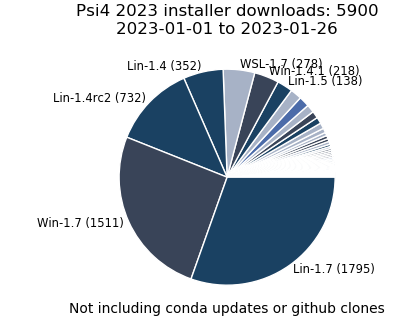 Psi4 2023 installer downloads: 5900
2023-01-01 to 2023-01-26
WSL-1.7 (278)
Lin-1.4 (352)
Win-1.4.1 (218)
Lin-1.5 (138)
Lin-1.4rc2 (732)
Win-1.7 (1511)
Lin-1.7 (1795)
Not including conda updates or github clones